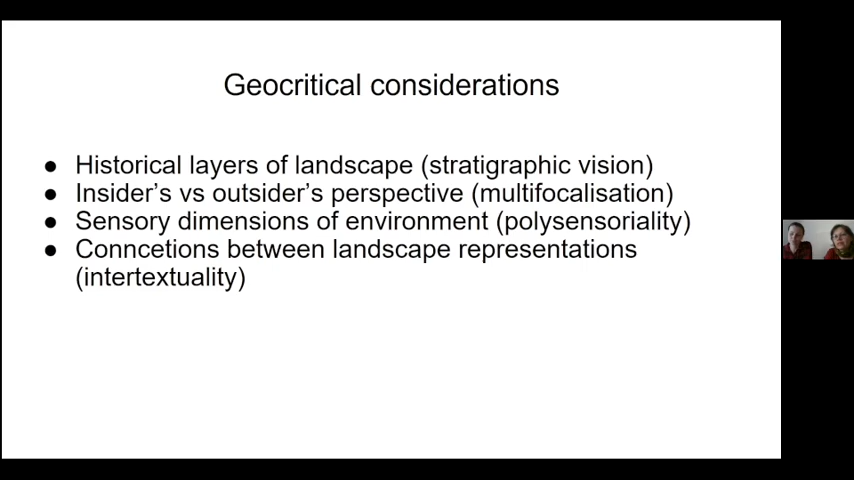 Geocritical considerations
● Historical layers of landscape (stratigraphic vision)
● Insider's vs outsider's perspective (multifocalisation)
● Sensory dimensions of environment (polysensoriality)
● Conncetions between landscape representations
(intertextuality)